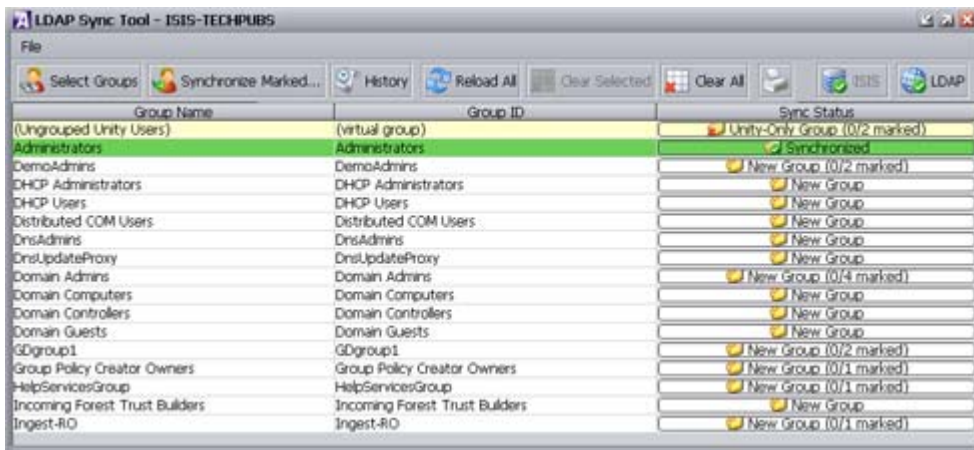 LDAP Sync Tool - ISIS-TECHPUBS
File
Select Groups Synchronize Marked... History Reload All Clear Selected Clear All ISIS LDAP
Group Name Group ID Sync Status
(Ungrouped Unity Users) (virtual group) Unity-Only Group (0/2 marked)
Administrators Administrators Synchronized
DemoAdmins DemoAdmins New Group (0/2 marked)
DHCP Administrators DHCP Administrators New Group
DHCP Users DHCP Users New Group
Distributed COM Users Distributed COM Users New Group
DnsAdmins DnsAdmins New Group
DnsUpdateProxy DnsUpdateProxy New Group
Domain Admins Domain Admins New Group (0/4 marked)
Domain Computers Domain Computers New Group
Domain Controllers Domain Controllers New Group
Domain Guests Domain Guests New Group
GDgroup1 GDgroup1 New Group (0/2 marked)
Group Policy Creator Owners Group Policy Creator Owners New Group (0/1 marked)
HelpServicesGroup HelpServicesGroup New Group (0/1 marked)
Incoming Forest Trust Builders Incoming Forest Trust Builders New Group
Ingest-RO Ingest-RO New Group (0/1 marked)